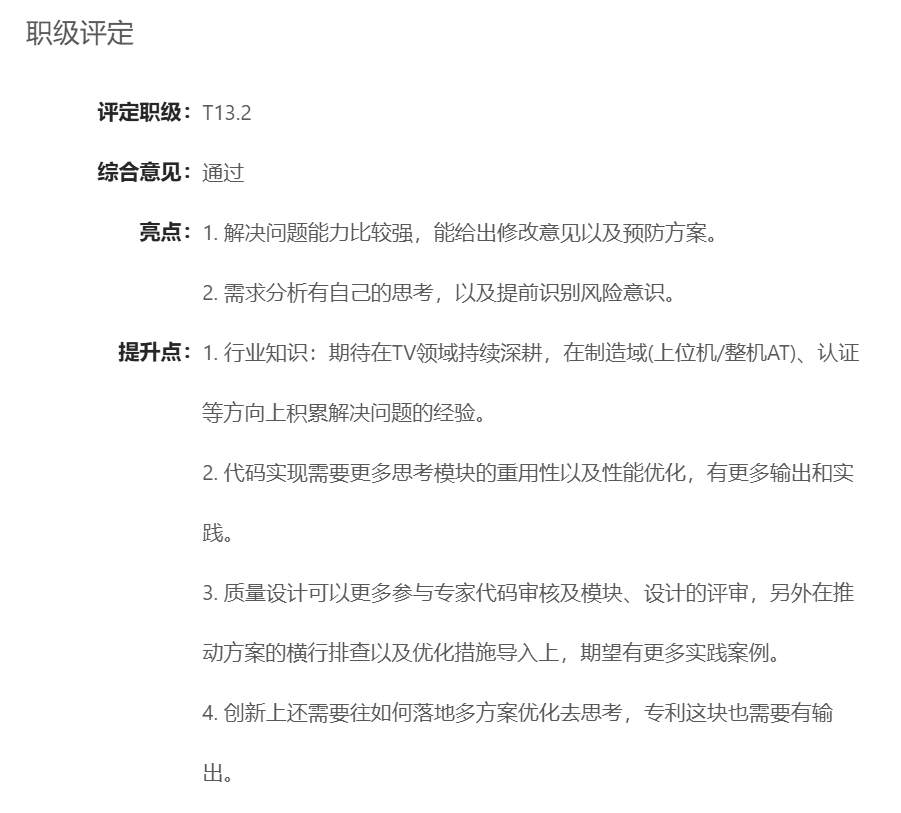 职级评定
评定职级：T13.2
综合意见：通过
亮点：1. 解决问题能力比较强，能给出修改意见以及预防方案。
2. 需求分析有自己的思考，以及提前识别风险意识。
提升点：1. 行业知识：期待在TV领域持续深耕，在制造域(上位机/整机AT)、认证
等方向上积累解决问题的经验。
2. 代码实现需要更多思考模块的重用性以及性能优化，有更多输出和实
践。
3. 质量设计可以更多参与专家代码审核及模块、设计的评审，另外在推
动方案的横行排查以及优化措施导入上，期望有更多实践案例。
4. 创新上还需要往如何落地多方案优化去思考，专利这块也需要有输
出。